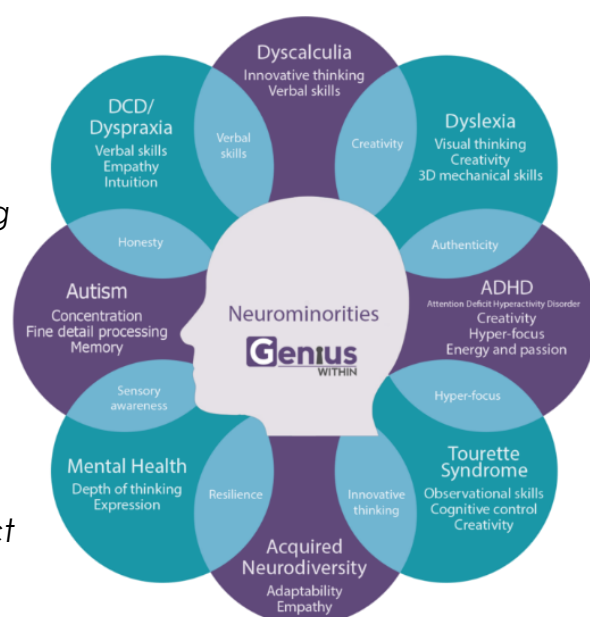 Dyscalculia
Innovative thinking
Verbal skills
DCD/
Dyspraxia
Verbal skills
Empathy
Intuition
Verbal
skills
Creativity
Dyslexia
Visual thinking
Creativity
3D mechanical skills
g
Honesty
Authenticity
Autism
Concentration
Fine detail processing
Memory
Neurominorities
Genius
WITHIN
ADHD
Attention Deficit Hyperactivity Disorder
Creativity
Hyper-focus
Energy and passion
Sensory
awareness
Hyper-focus
Mental Health
Depth of thinking
Expression
Resilience
Innovative
thinking
Tourette
Syndrome
Observational skills
Cognitive control
Creativity
ct
Acquired
Neurodiversity
Adaptability
Empathy